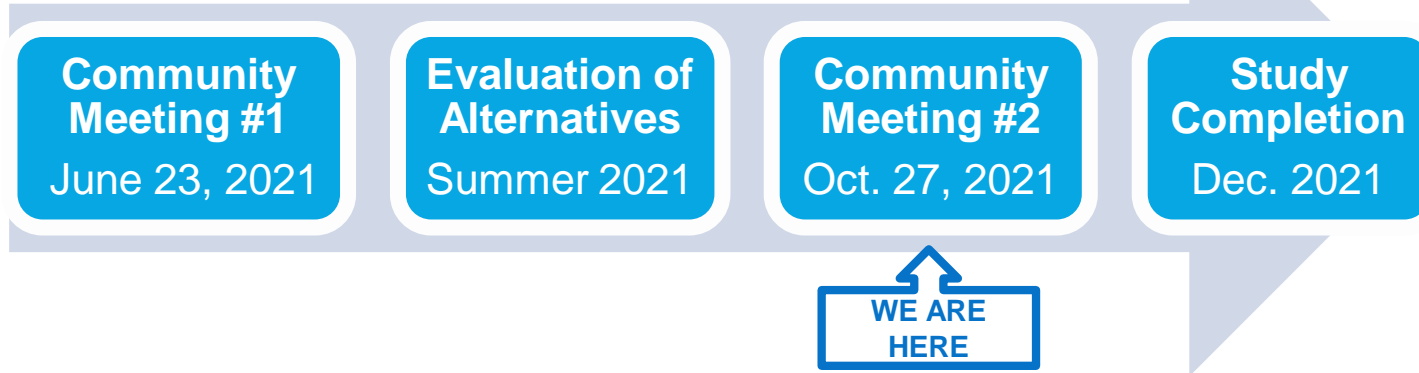 Community
Meeting #1
June 23, 2021
Evaluation of
Alternatives
Summer 2021
Community
Meeting #2
Oct. 27, 2021
Study
Completion
Dec. 2021
WE ARE
HERE